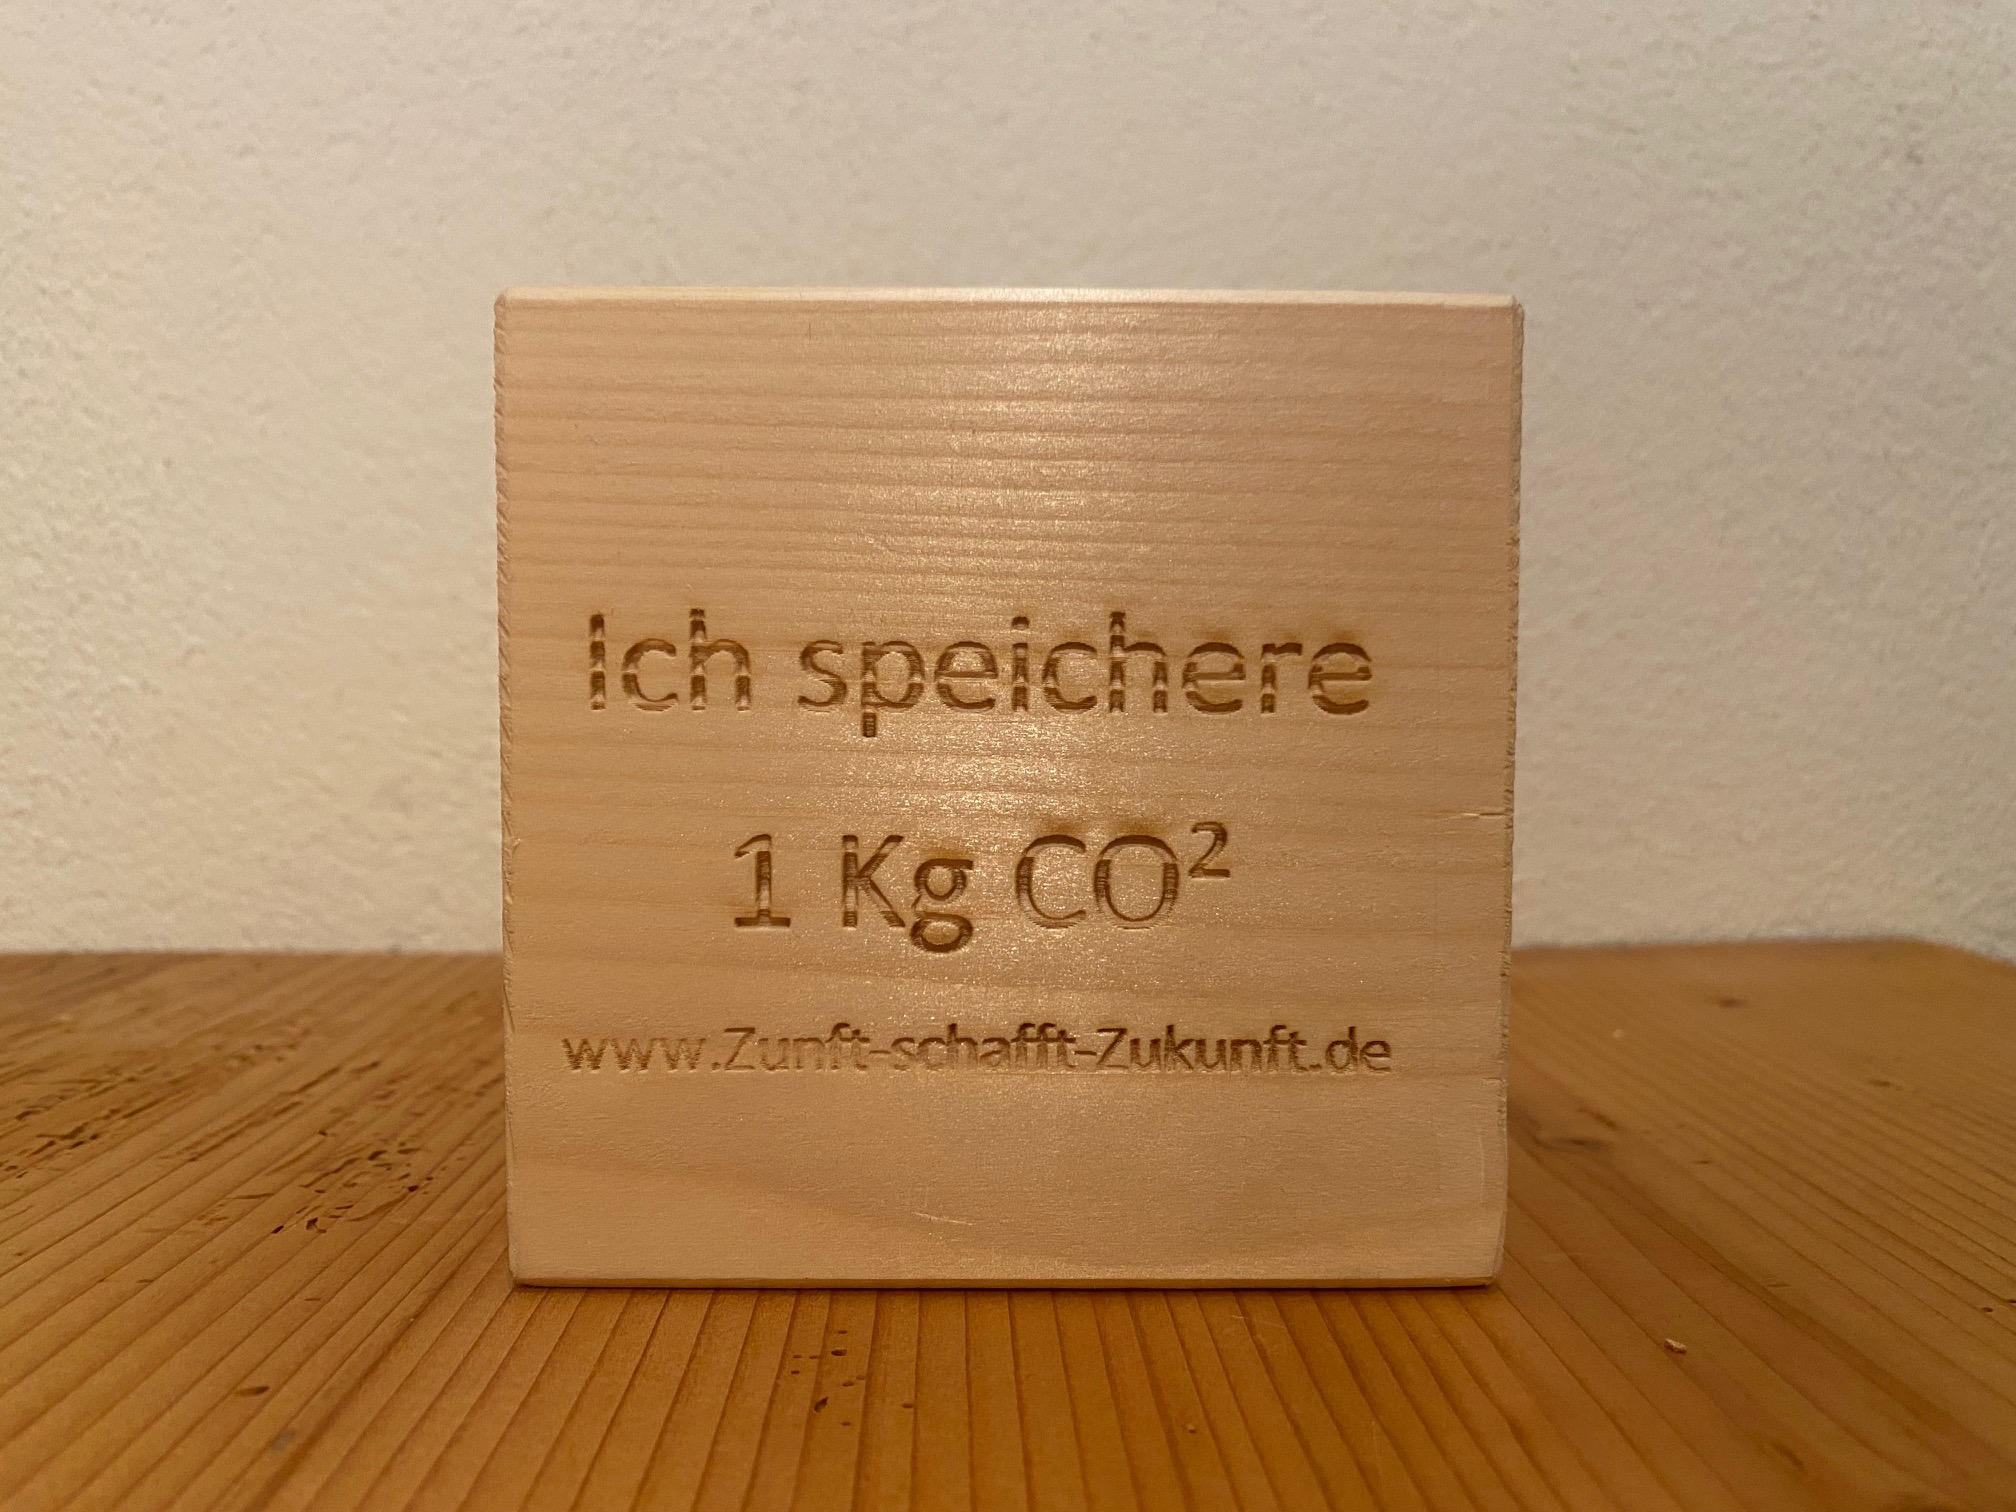 Ich speichere
1 Kg CO²
www.Zunft-schafft-Zukunft.de